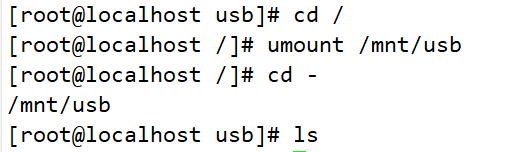 [root@localhost usb]# cd /
[root@localhost /]# umount /mnt/usb
[root@localhost /]# cd -
/mnt/usb
[root@localhost usb]# ls